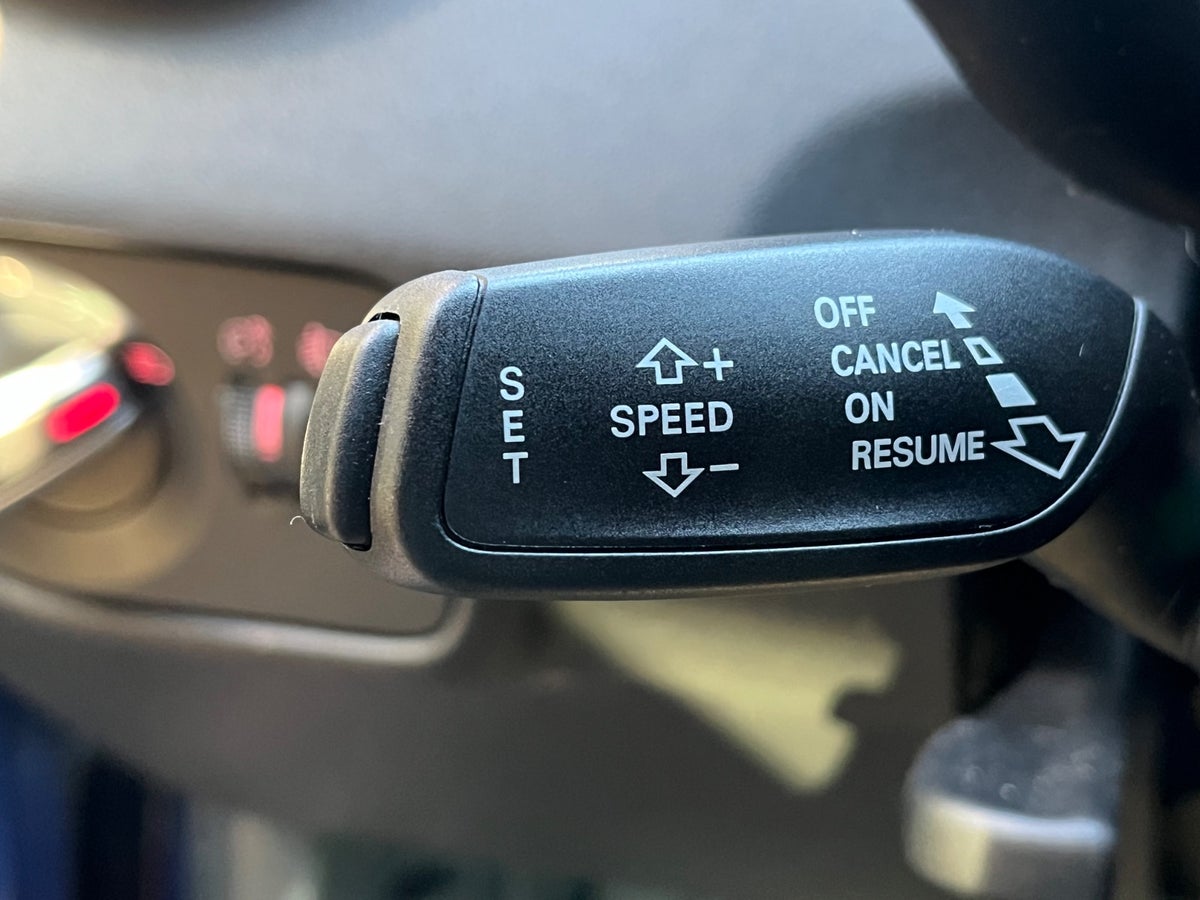 SET
+
SPEED
−
OFF
CANCEL
ON
RESUME